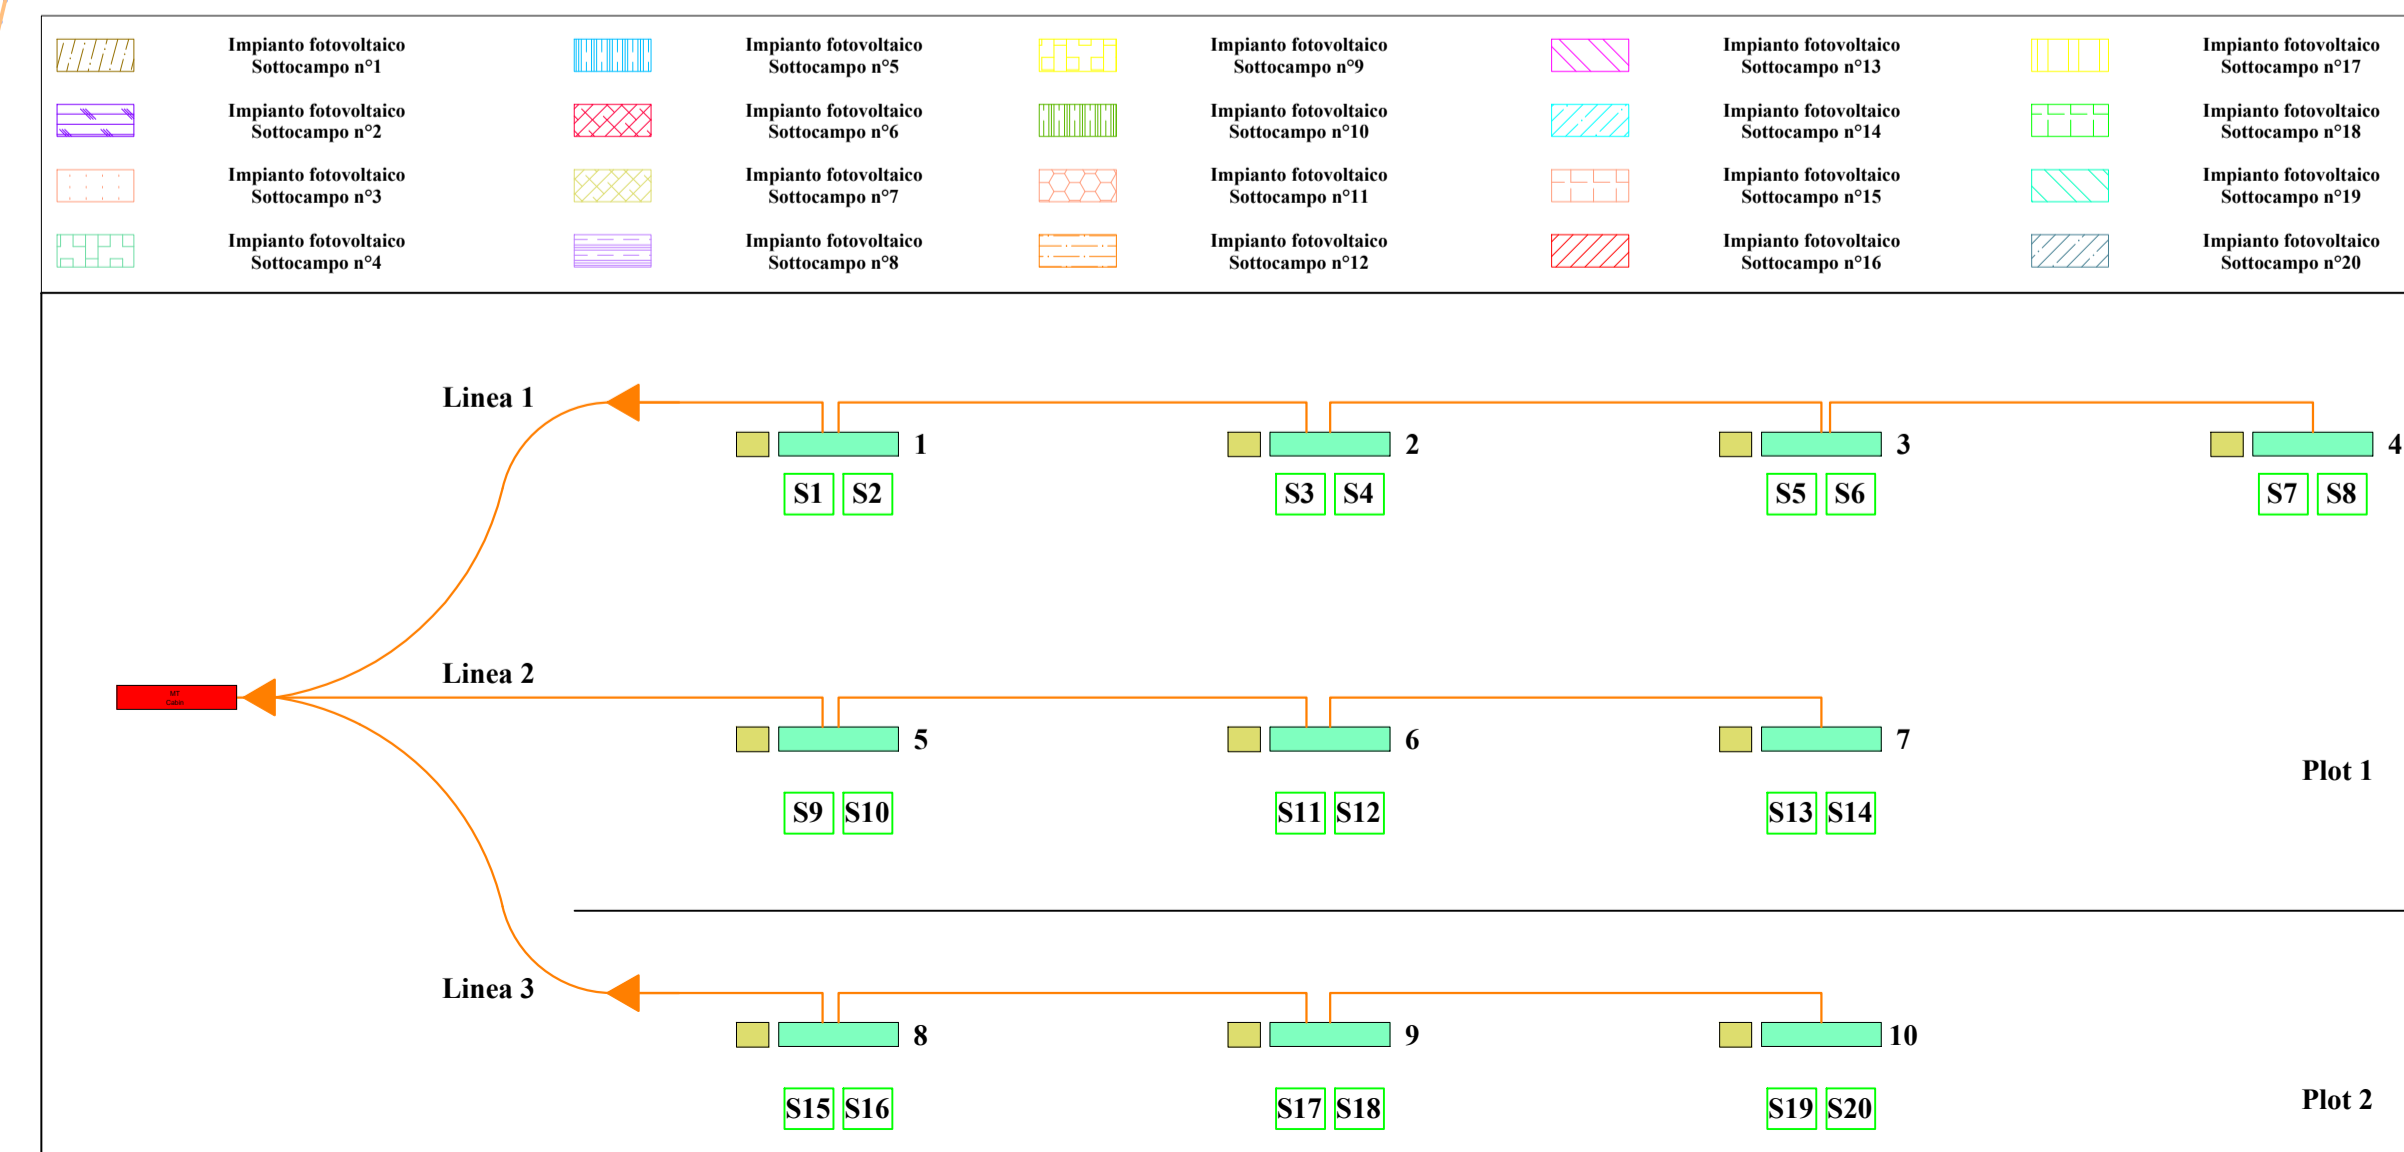 Impianto fotovoltaico
Sottocampo n°1
Impianto fotovoltaico
Sottocampo n°5
Impianto fotovoltaico
Sottocampo n°9
Impianto fotovoltaico
Sottocampo n°13
Impianto fotovoltaico
Sottocampo n°17
Impianto fotovoltaico
Sottocampo n°2
Impianto fotovoltaico
Sottocampo n°6
Impianto fotovoltaico
Sottocampo n°10
Impianto fotovoltaico
Sottocampo n°14
Impianto fotovoltaico
Sottocampo n°18
Impianto fotovoltaico
Sottocampo n°3
Impianto fotovoltaico
Sottocampo n°7
Impianto fotovoltaico
Sottocampo n°11
Impianto fotovoltaico
Sottocampo n°15
Impianto fotovoltaico
Sottocampo n°19
Impianto fotovoltaico
Sottocampo n°4
Impianto fotovoltaico
Sottocampo n°8
Impianto fotovoltaico
Sottocampo n°12
Impianto fotovoltaico
Sottocampo n°16
Impianto fotovoltaico
Sottocampo n°20
Linea 1
1
2
3
4
S1 S2
S3 S4
S5 S6
S7 S8
Linea 2
MT
Cabin
5
6
7
Plot 1
S9 S10
S11 S12
S13 S14
Linea 3
8
9
10
Plot 2
S15 S16
S17 S18
S19 S20